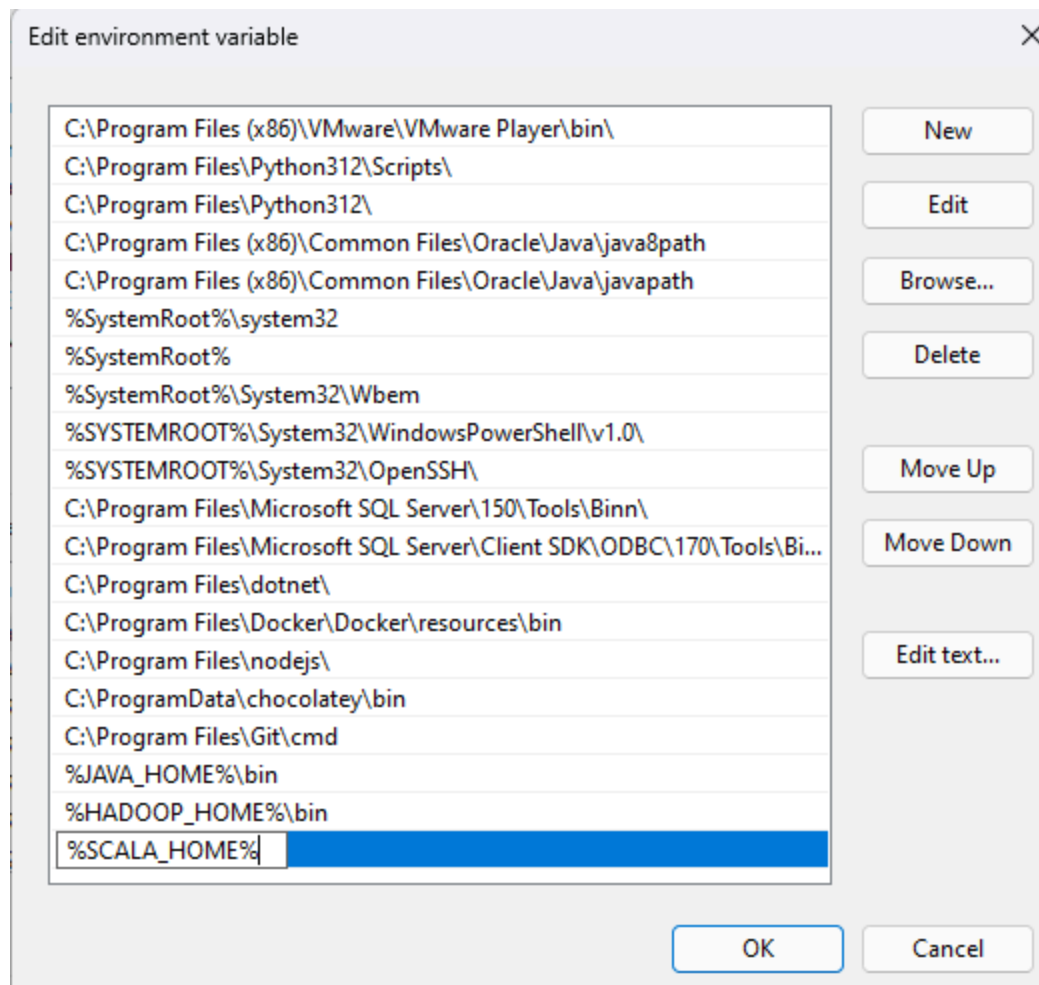 Edit environment variable
C:\Program Files (x86)\VMware\VMware Player\bin\
C:\Program Files\Python312\Scripts\
C:\Program Files\Python312\
C:\Program Files (x86)\Common Files\Oracle\Java\java8path
C:\Program Files (x86)\Common Files\Oracle\Java\javapath
%SystemRoot%\system32
%SystemRoot%
%SystemRoot%\System32\Wbem
%SYSTEMROOT%\System32\WindowsPowerShell\v1.0\
%SYSTEMROOT%\System32\OpenSSH\
C:\Program Files\Microsoft SQL Server\150\Tools\Binn\
C:\Program Files\Microsoft SQL Server\Client SDK\ODBC\170\Tools\Bi...
C:\Program Files\dotnet\
C:\Program Files\Docker\Docker\resources\bin
C:\Program Files\nodejs\
C:\ProgramData\chocolatey\bin
C:\Program Files\Git\cmd
%JAVA_HOME%\bin
%HADOOP_HOME%\bin
%SCALA_HOME%
New
Edit
Browse...
Delete
Move Up
Move Down
Edit text...
OK
Cancel